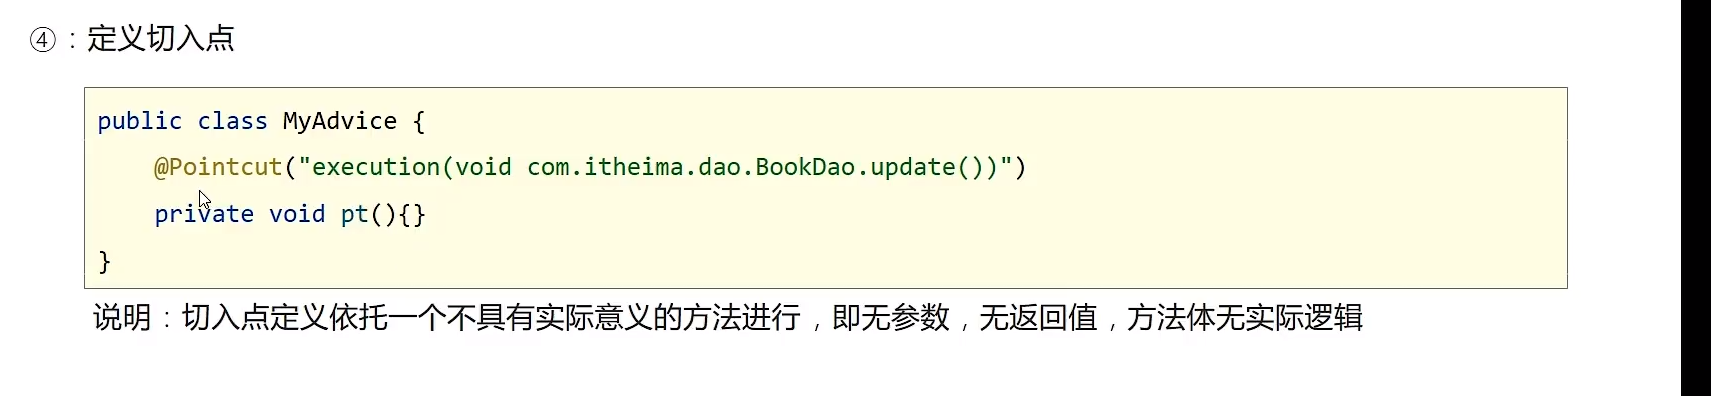 ④：定义切入点
public class MyAdvice {
    @Pointcut("execution(void com.itheima.dao.BookDao.update())")
    private void pt(){}
}
说明：切入点定义依托一个不具有实际意义的方法进行，即无参数，无返回值，方法体无实际逻辑